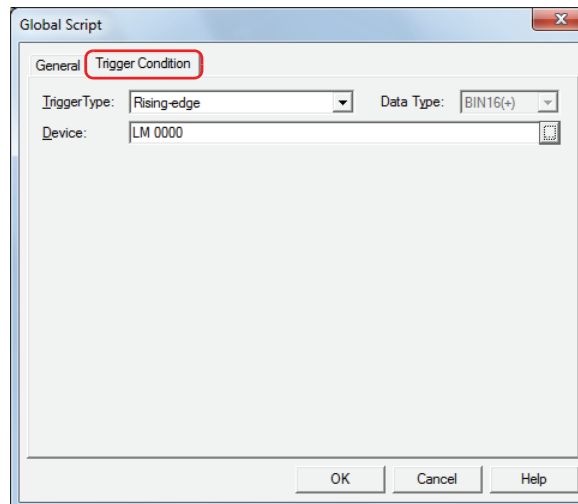 Global Script
General Trigger Condition
TriggerType: Rising-edge Data Type: BIN16(+)
Device: LM 0000
OK Cancel Help